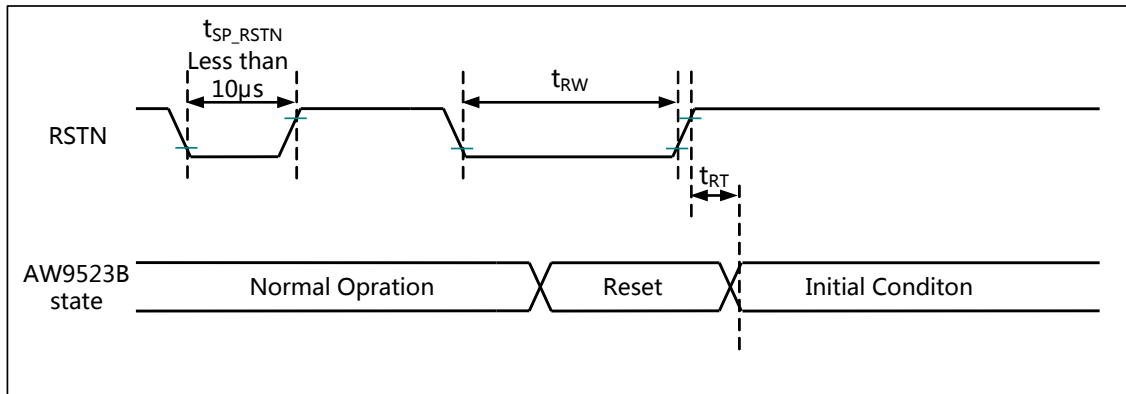 tSP_RSTN
Less than
10µs
tRW
RSTN
tRT
AW9523B
state
Normal Opration
Reset
Initial Conditon